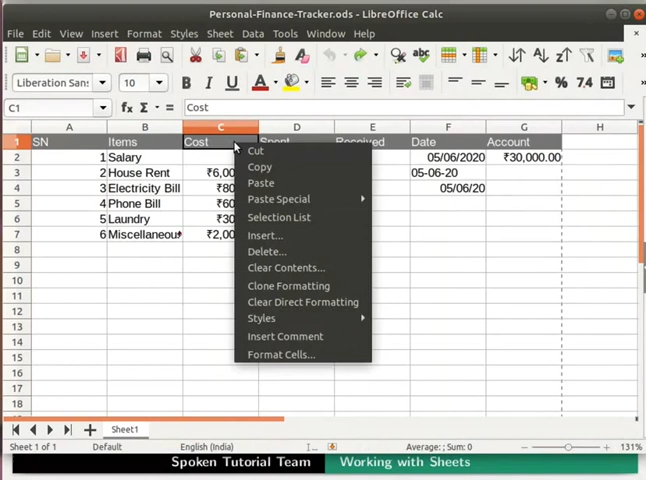 Personal-Finance-Tracker.ods - LibreOffice Calc
File Edit View Insert Format Styles Sheet Data Tools Window Help
Liberation Sans 10 B I U A % 7.4
C1 fx Σ = Cost
A B C D E F G H
1 SN Items Cost Spent Received Date Account
2 1 Salary 05/06/2020 ₹30,000.00
3 2 House Rent ₹6,00 05-06-20
4 3 Electricity Bill ₹80 05/06/20
5 4 Phone Bill ₹60
6 5 Laundry ₹30
7 6 Miscellaneous ₹2,00
8
9
10
11
12
13
14
15
16
17
18
Cut
Copy
Paste
Paste Special
Selection List
Insert...
Delete...
Clear Contents...
Clone Formatting
Clear Direct Formatting
Styles
Insert Comment
Format Cells...
Sheet1
Sheet 1 of 1 Default English (India) Average: ; Sum: 0 131%
Spoken Tutorial Team Working with Sheets